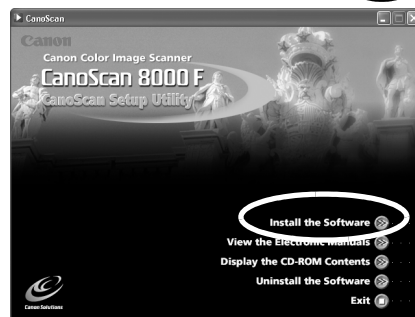 CanoScan
Canon
Canon Color Image Scanner
CanoScan 8000 F
CanoScan Setup Utility
Install the Software
View the Electronic Manuals
Display the CD-ROM Contents
Uninstall the Software
Exit
Canon Solutions